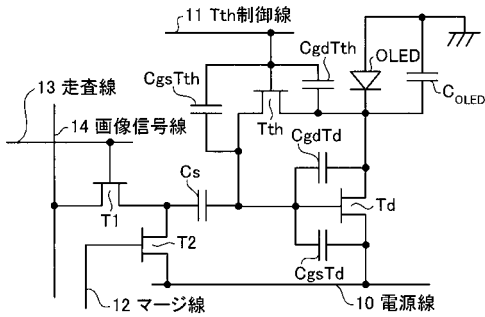 11 Tth制御線
CgsTth
CgdTth
OLED
COLED
13 走査線
14 画像信号線
Tth
CgdTd
Cs
T1
Td
T2
CgsTd
12 マージ線
10 電源線